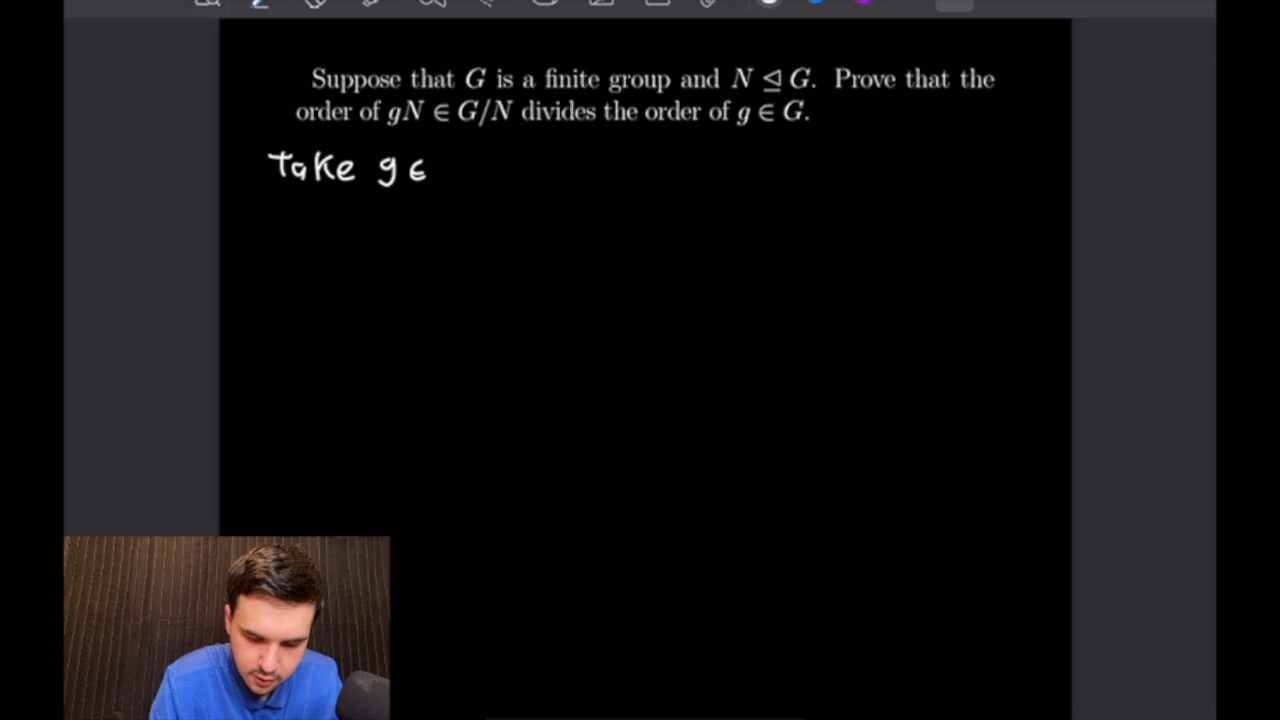 Suppose that G is a finite group and N ⊴ G. Prove that the
order of gN ∈ G/N divides the order of g ∈ G.
Take g ∈